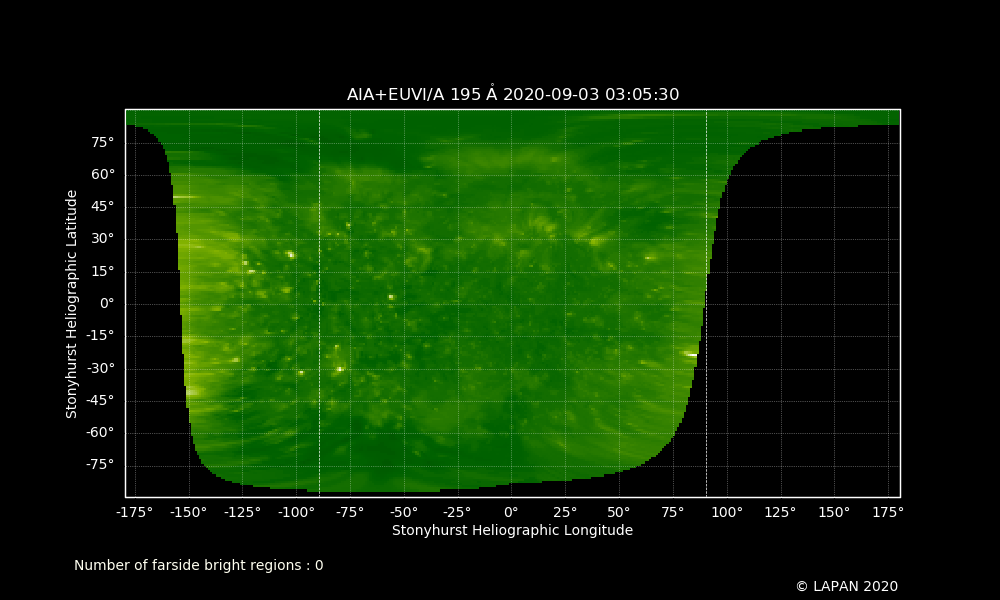 AIA+EUVI/A 195 Å 2020-09-03 03:05:30
Stonyhurst Heliographic Latitude
75°
60°
45°
30°
15°
0°
-15°
-30°
-45°
-60°
-75°
-175° -150° -125° -100° -75° -50° -25° 0° 25° 50° 75° 100° 125° 150° 175°
Stonyhurst Heliographic Longitude
Number of farside bright regions : 0
© LAPAN 2020